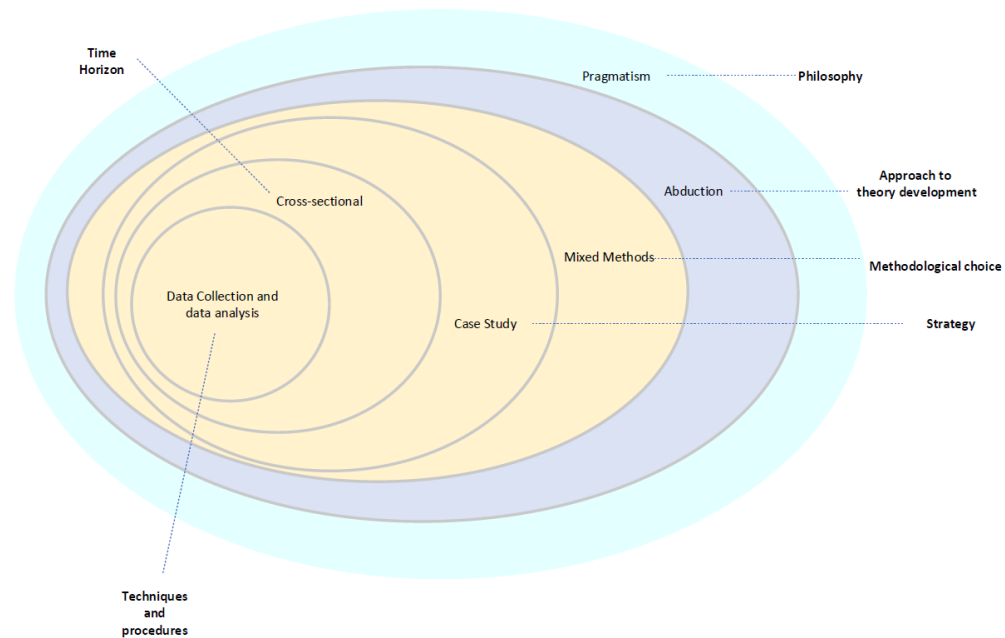 Time
Horizon
Pragmatism
Philosophy
Approach to
theory development
Abduction
Cross-sectional
Mixed Methods
Methodological choice
Data Collection and
data analysis
Case Study
Strategy
Techniques
and
procedures